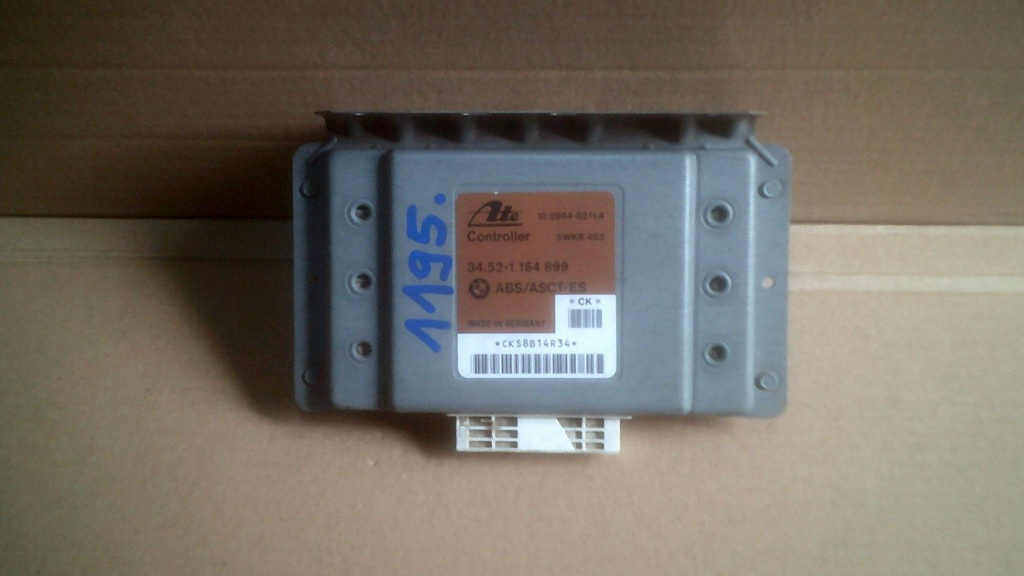 1195.
Ate 10.0944-021L4
Controller 5WK8 453
34.52-1 164 899
ABS/ASCT-ES
* CK *
MADE IN GERMANY
*CKS8B14R34*